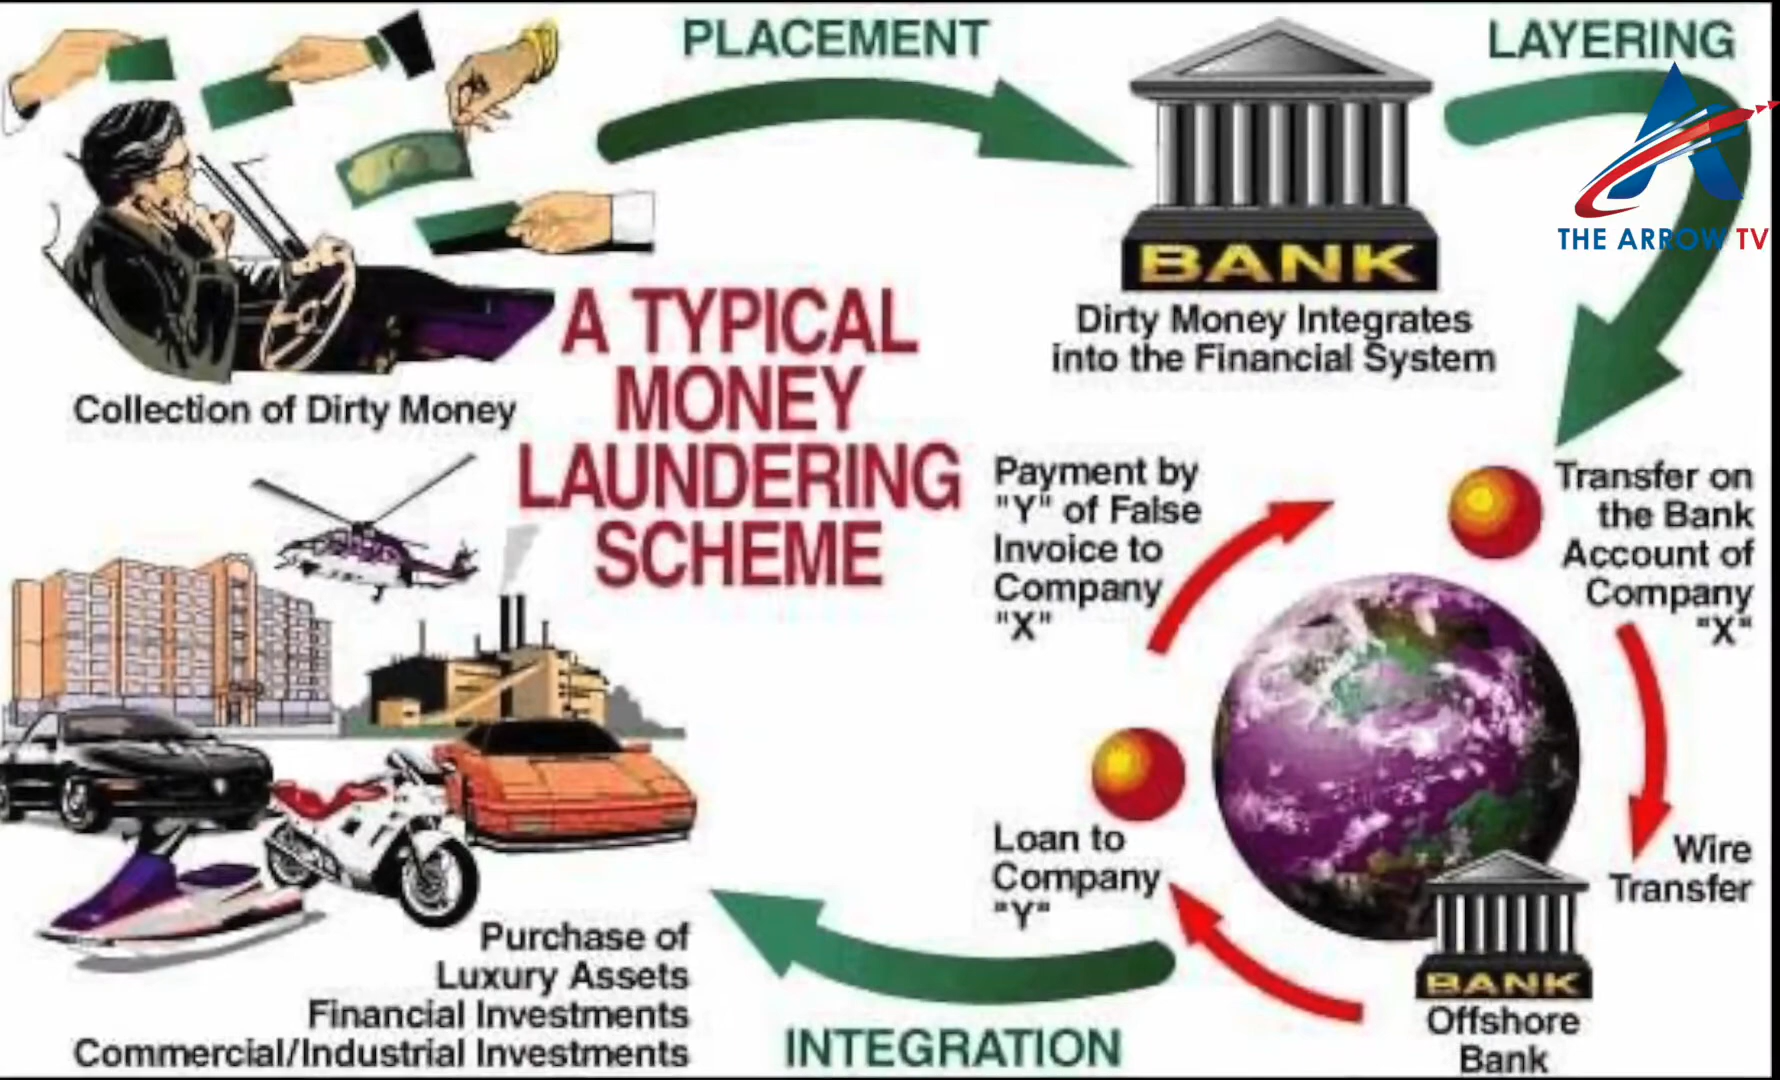 PLACEMENT
LAYERING
THE ARROW TV
BANK
Dirty Money Integrates
into the Financial System
Collection of Dirty Money
A TYPICAL
MONEY
LAUNDERING
SCHEME
Payment by
"Y" of False
Invoice to
Company
"X"
Transfer on
the Bank
Account of
Company
"X"
Wire
Transfer
Loan to
Company
"Y"
BANK
Offshore
Bank
Purchase of
Luxury Assets
Financial Investments
Commercial/Industrial Investments
INTEGRATION